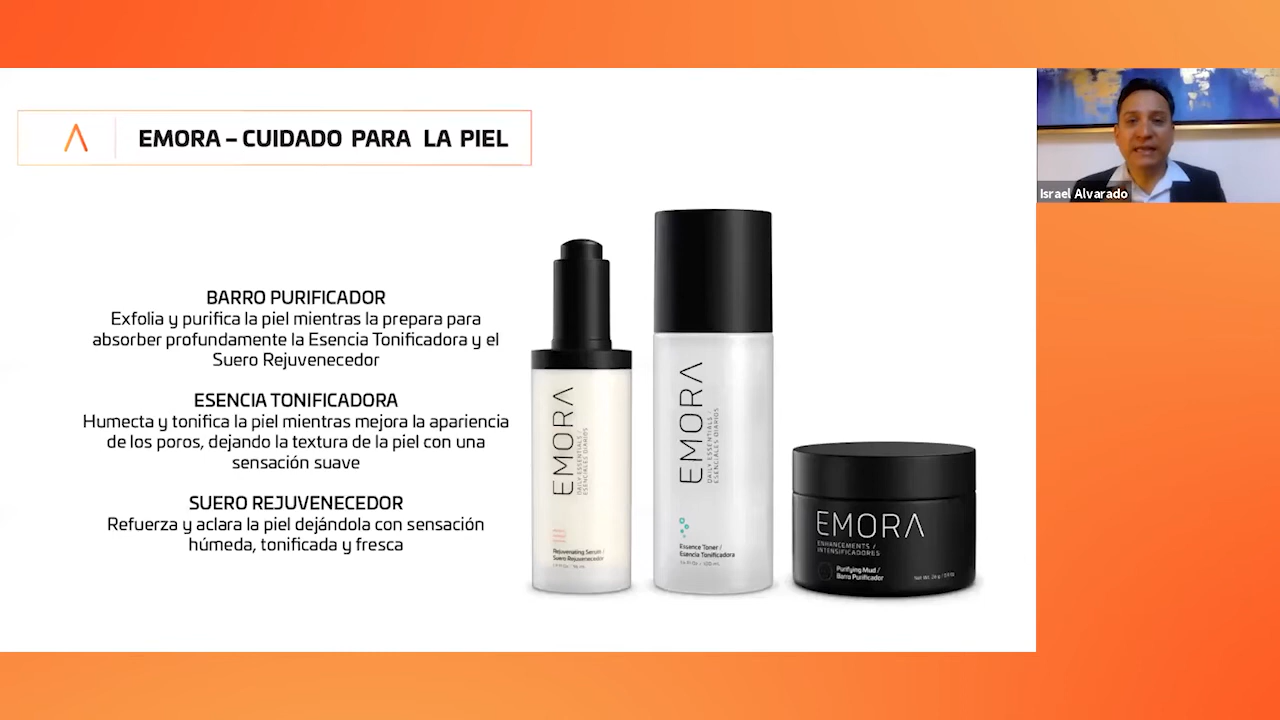 EMORA – CUIDADO PARA LA PIEL
Israel Alvarado
BARRO PURIFICADOR
Exfolia y purifica la piel mientras la prepara para
absorber profundamente la Esencia Tonificadora y el
Suero Rejuvenecedor
ESENCIA TONIFICADORA
Humecta y tonifica la piel mientras mejora la apariencia
de los poros, dejando la textura de la piel con una
sensación suave
SUERO REJUVENECEDOR
Refuerza y aclara la piel dejándola con sensación
húmeda, tonificada y fresca
EMORA
DAILY ESSENTIALS /
ESENCIALES DIARIOS
Rejuvenating Serum /
Suero Rejuvenecedor
EMORA
DAILY ESSENTIALS /
ESENCIALES DIARIOS
Essence Toner /
Esencia Tonificadora
EMORA
ENHANCEMENTS /
INTENSIFICADORES
Purifying Mud /
Barro Purificador